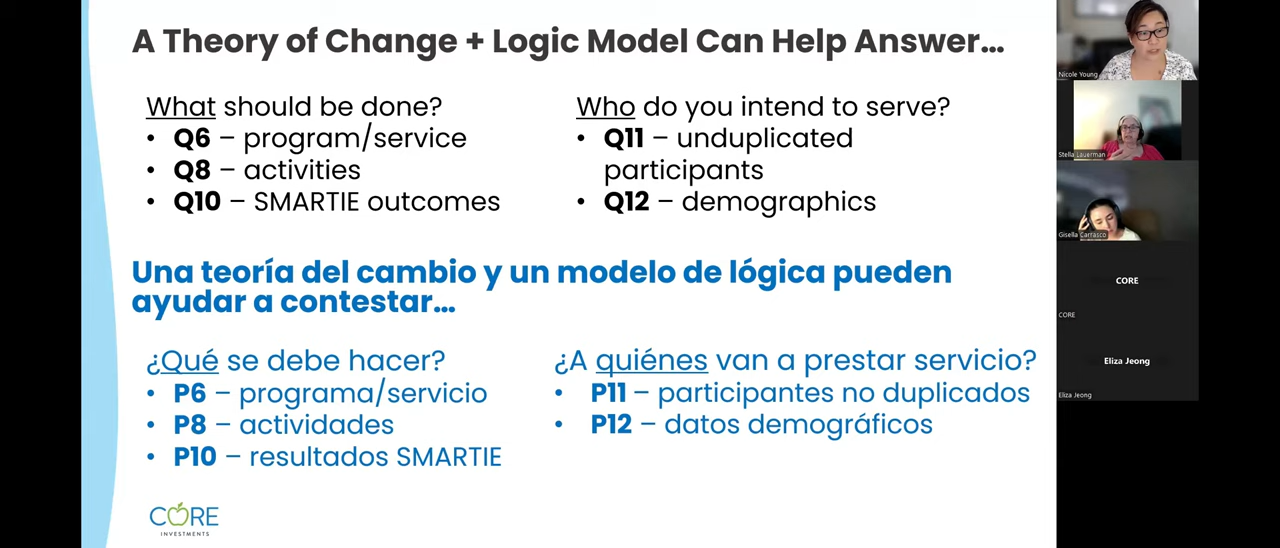 A Theory of Change + Logic Model Can Help Answer...
What should be done?
• Q6 – program/service
• Q8 – activities
• Q10 – SMARTIE outcomes
Who do you intend to serve?
• Q11 – unduplicated
participants
• Q12 – demographics
Una teoría del cambio y un modelo de lógica pueden
ayudar a contestar...
¿Qué se debe hacer?
• P6 – programa/servicio
• P8 – actividades
• P10 – resultados SMARTIE
¿A quiénes van a prestar servicio?
• P11 – participantes no duplicados
• P12 – datos demográficos
CORE
INVESTMENTS
Nicole Young
Stella Lauerman
Gisella Carrasco
CORE
CORE
Eliza Jeong
Eliza Jeong